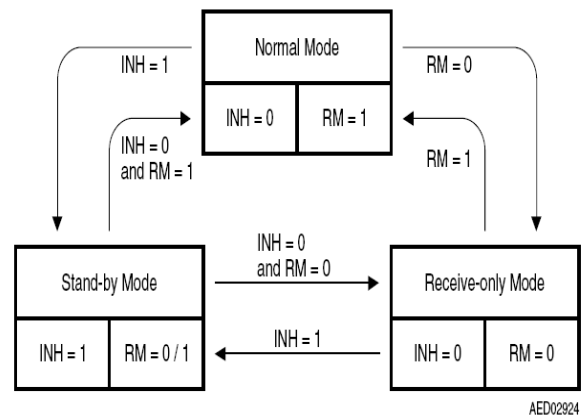 Normal Mode
INH = 0
RM = 1
INH = 1
RM = 0
INH = 0
and RM = 1
RM = 1
INH = 0
and RM = 0
INH = 1
Stand-by Mode
INH = 1
RM = 0 / 1
Receive-only Mode
INH = 0
RM = 0
AED02924